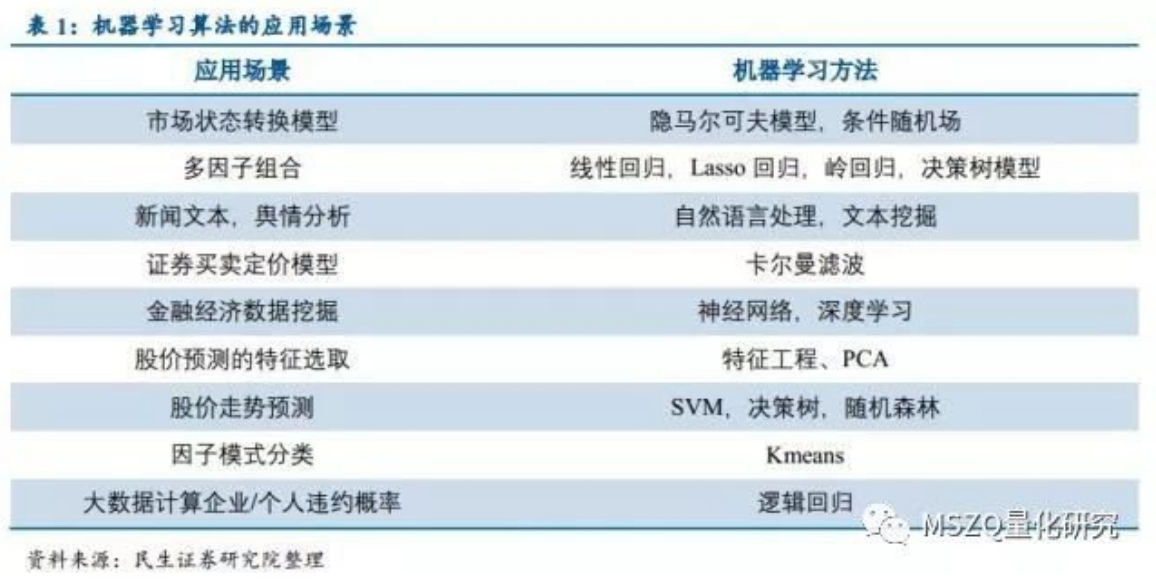 表 1：机器学习算法的应用场景
应用场景 机器学习方法
市场状态转换模型 隐马尔可夫模型，条件随机场
多因子组合 线性回归，Lasso 回归，岭回归，决策树模型
新闻文本，舆情分析 自然语言处理，文本挖掘
证券买卖定价模型 卡尔曼滤波
金融经济数据挖掘 神经网络，深度学习
股价预测的特征选取 特征工程、PCA
股价走势预测 SVM，决策树，随机森林
因子模式分类 Kmeans
大数据计算企业/个人违约概率 逻辑回归
MSZQ量化研究
资料来源：民生证券研究院整理